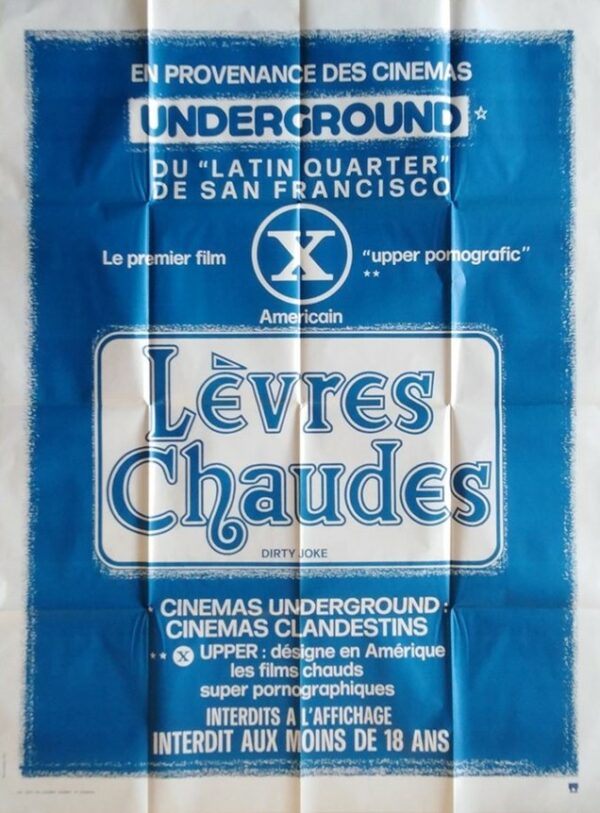 EN PROVENANCE DES CINEMAS
UNDERGROUND ☆
DU "LATIN QUARTER"
DE SAN FRANCISCO
Le premier film X "upper pornografic"
**
Americain
Lèvres
Chaudes
DIRTY JOKE
CINEMAS UNDERGROUND :
CINEMAS CLANDESTINS
** X UPPER : désigne en Amérique
les films chauds
super pornographiques
INTERDITS A L'AFFICHAGE
INTERDIT AUX MOINS DE 18 ANS